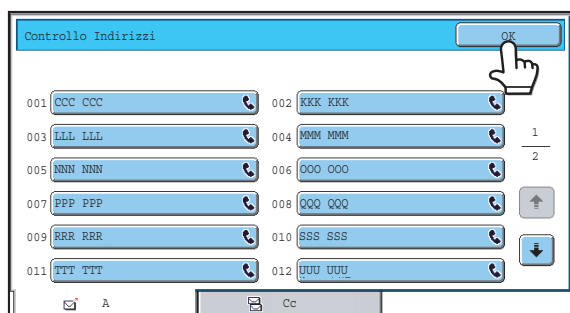 Controllo Indirizzi OK
001 CCC CCC 002 KKK KKK
003 LLL LLL 004 MMM MMM
1
005 NNN NNN 006 OOO OOO
2
007 PPP PPP 008 QQQ QQQ
009 RRR RRR 010 SSS SSS
011 TTT TTT 012 UUU UUU
A Cc